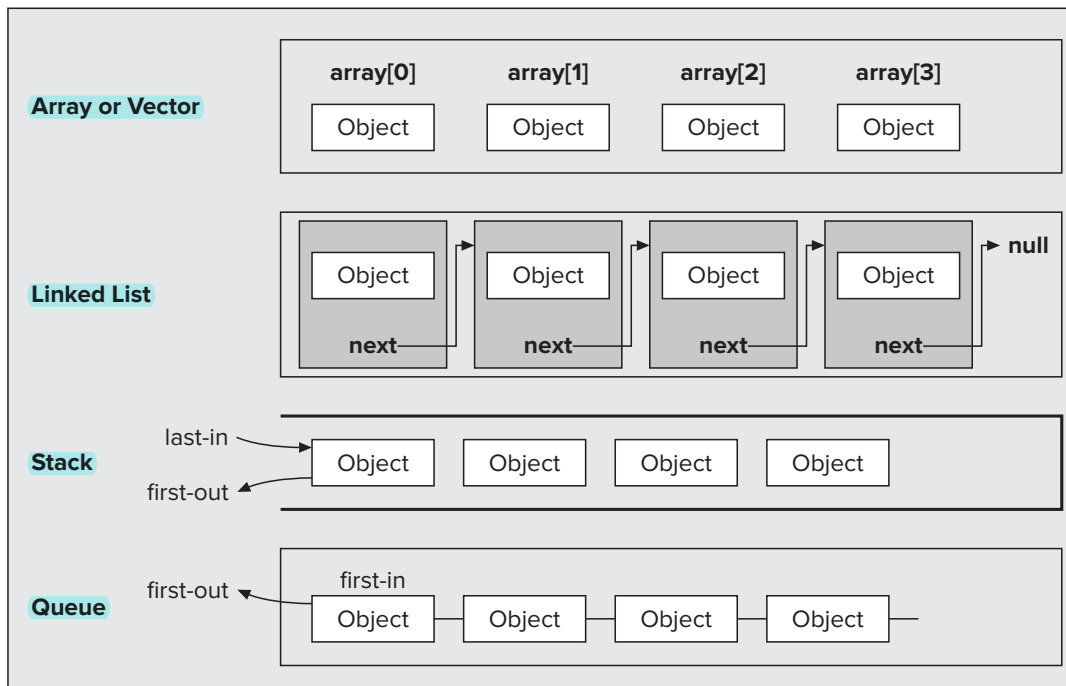 array[0] array[1] array[2] array[3]
Array or Vector
Object Object Object Object
null
Object Object Object Object
Linked List
next next next next
last-in
Object Object Object Object
Stack
first-out
first-in
first-out
Queue
Object Object Object Object